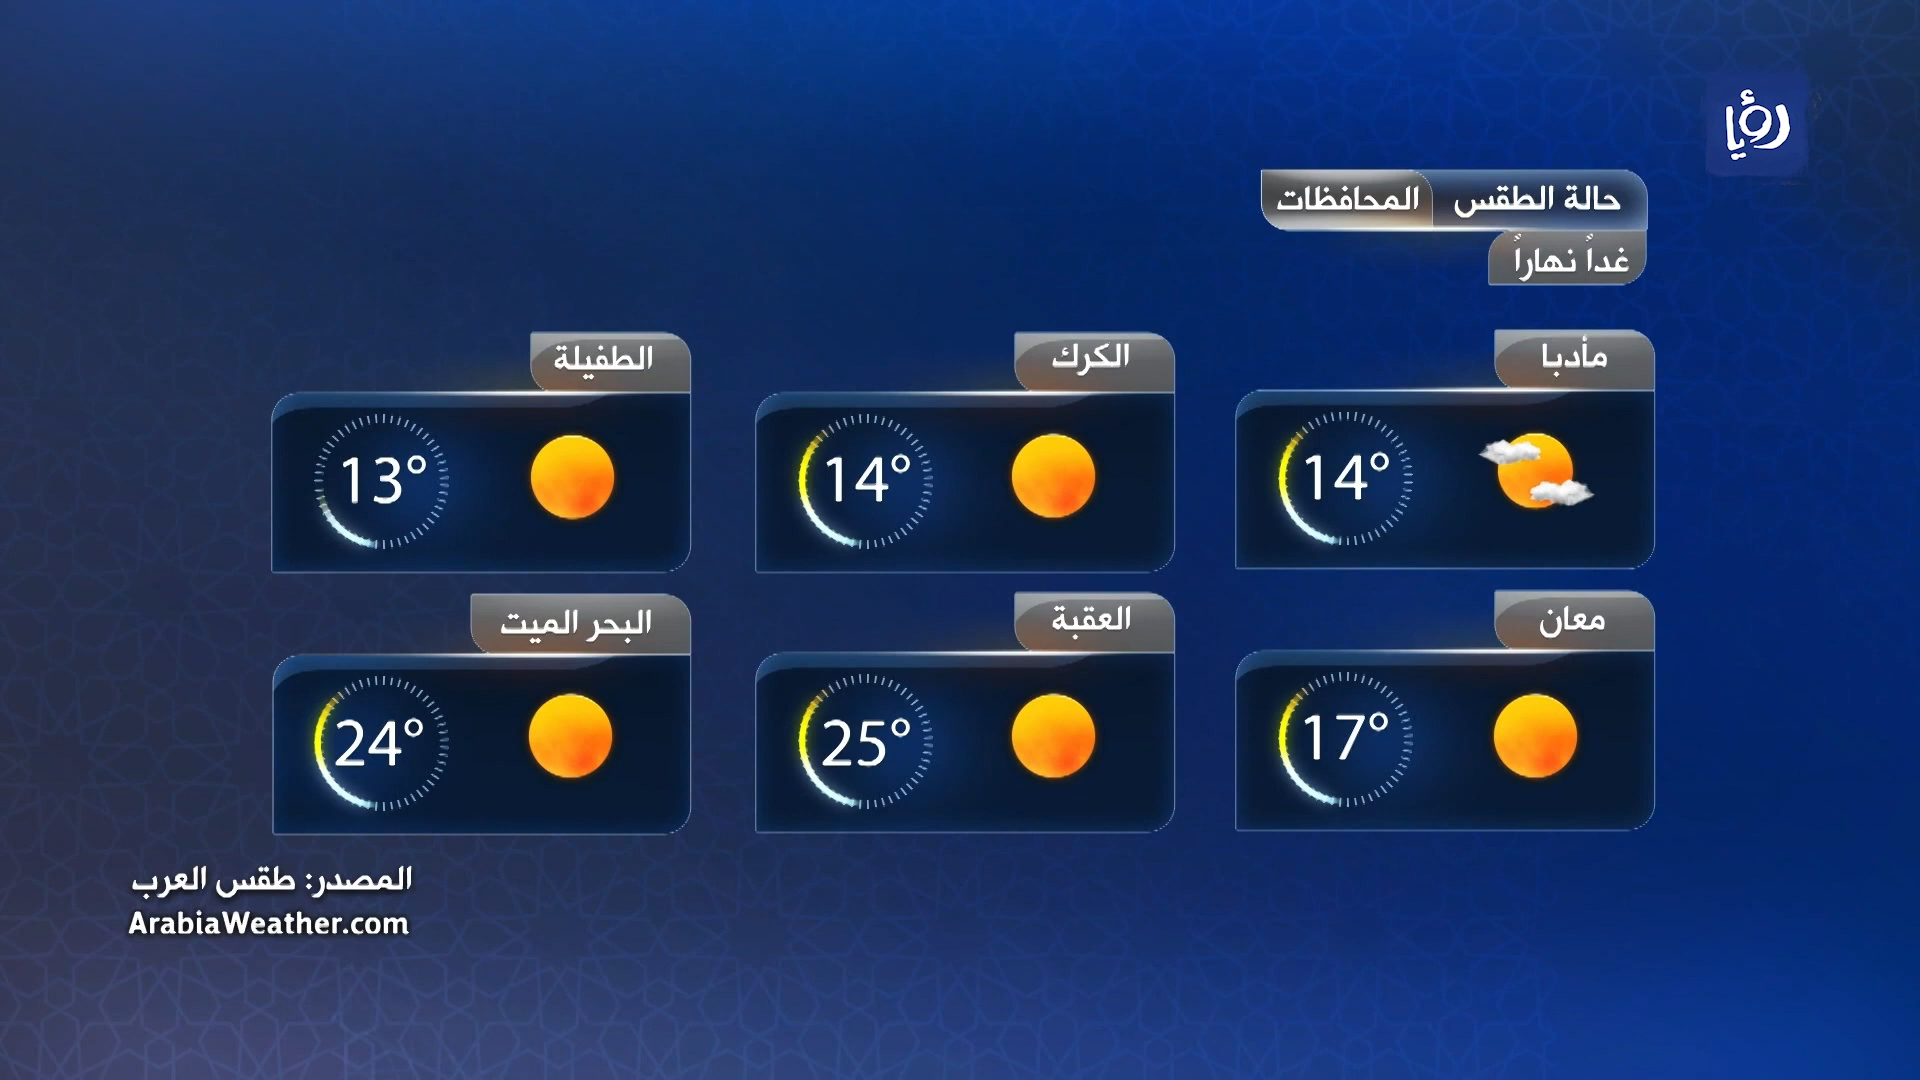 رؤيا
حالة الطقس المحافظات
غداً نهاراً
مأدبا
14°
الكرك
14°
الطفيلة
13°
معان
17°
العقبة
25°
البحر الميت
24°
المصدر: طقس العرب
ArabiaWeather.com